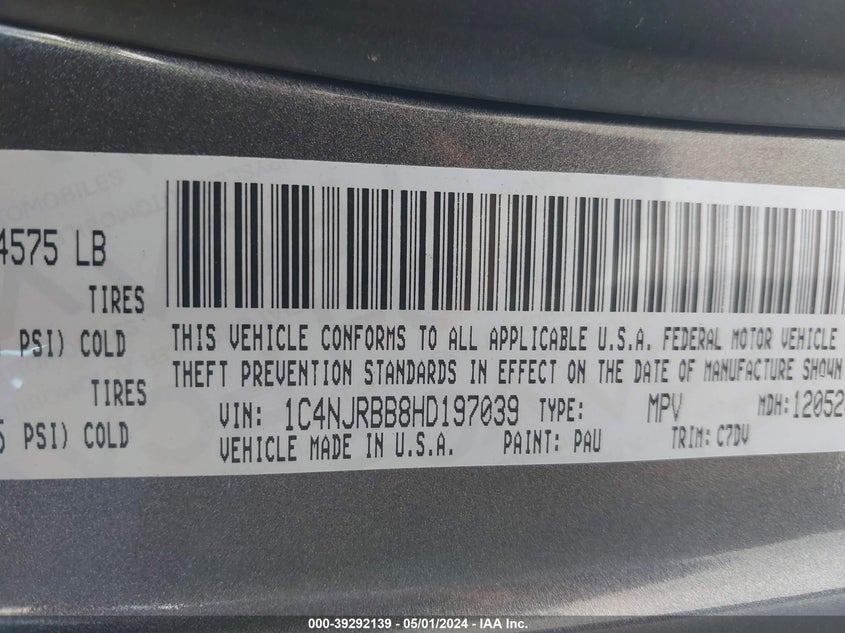 4575 LB
TIRES
PSI) COLD
TIRES
5 PSI) COLD
THIS VEHICLE CONFORMS TO ALL APPLICABLE U.S.A. FEDERAL MOTOR VEHICLE
THEFT PREVENTION STANDARDS IN EFFECT ON THE DATE OF MANUFACTURE SHOWN
VIN: 1C4NJRBB8HD197039 TYPE: MPV MDH: 12052
VEHICLE MADE IN U.S.A. PAINT: PAU TRIM: C7DV
000-39292139 - 05/01/2024 - IAA Inc.